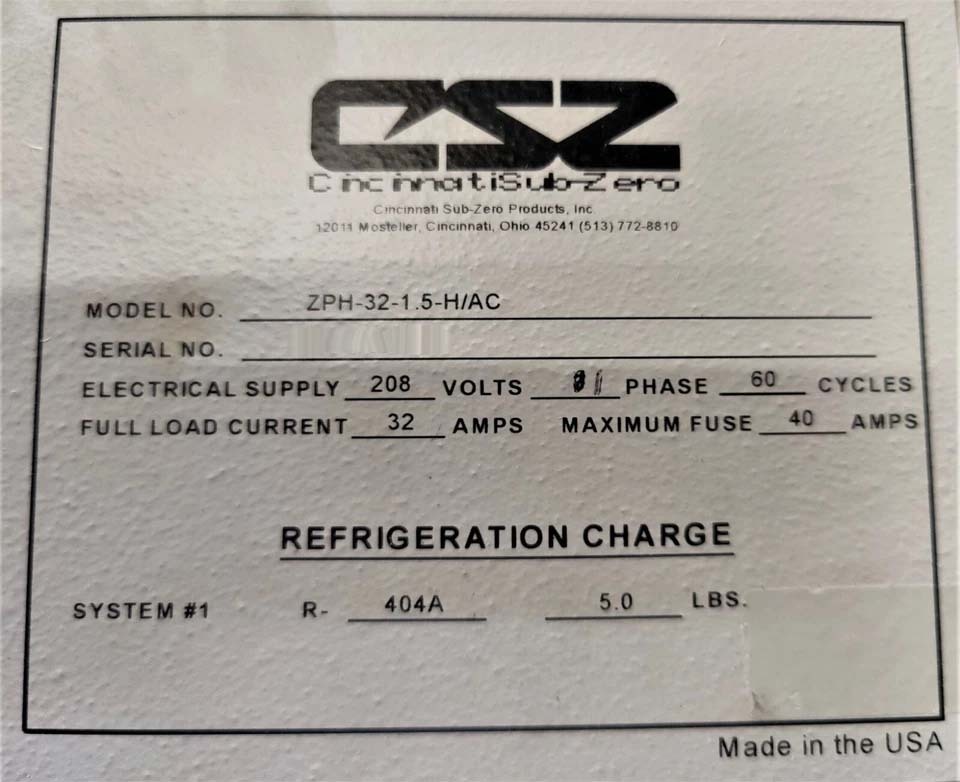 CSZ
CincinnatiSub-Zero
Cincinnati Sub-Zero Products, Inc
12011 Mosteller, Cincinnati, Ohio 45241 (513) 772-8810
MODEL NO. ZPH-32-1.5-H/AC
SERIAL NO.
ELECTRICAL SUPPLY 208 VOLTS 1 PHASE 60 CYCLES
FULL LOAD CURRENT 32 AMPS MAXIMUM FUSE 40 AMPS
REFRIGERATION CHARGE
SYSTEM #1 R- 404A 5.0 LBS.
Made in the USA